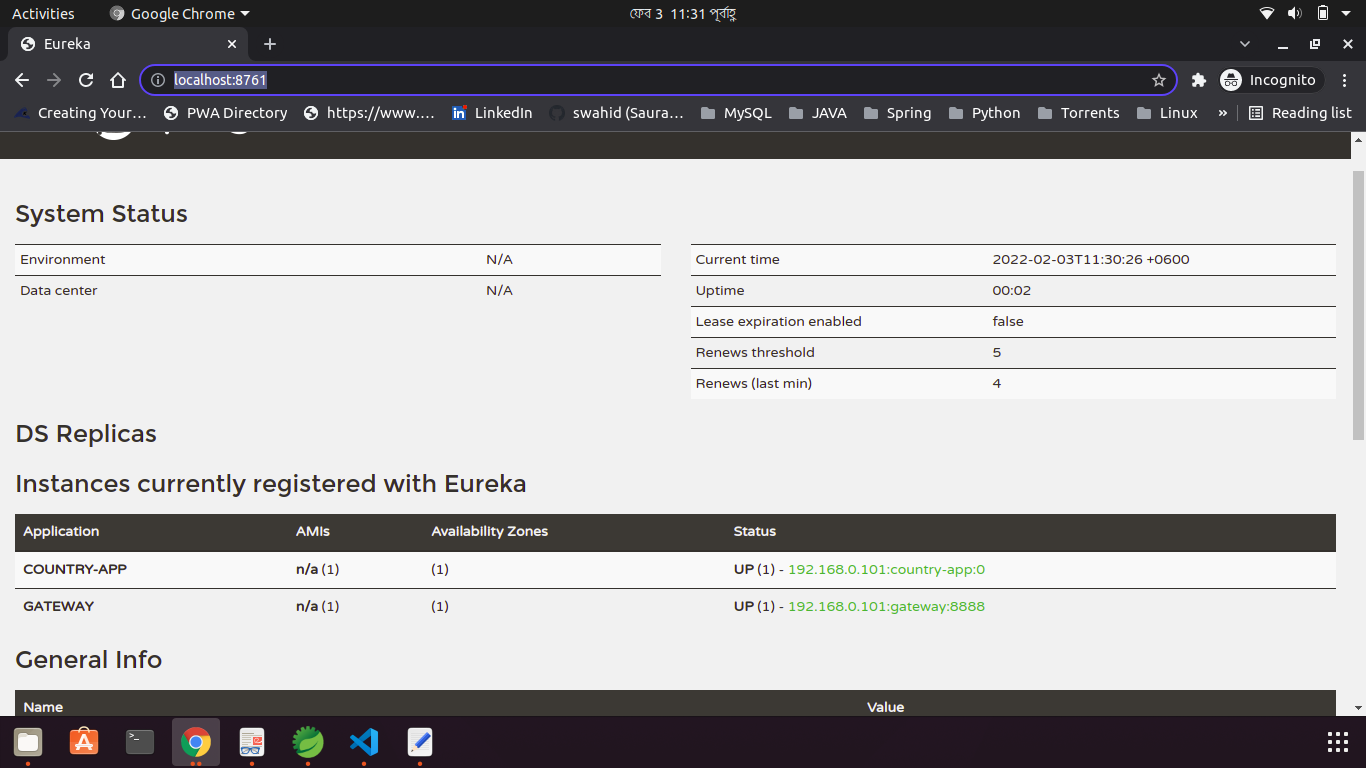 Activities Google Chrome ফেব 3 11:31 পূর্বাহ্ণ
Eureka
localhost:8761 Incognito
Creating Your… PWA Directory https://www.… LinkedIn swahid (Saura… MySQL JAVA Spring Python Torrents Linux » Reading list
System Status
Environment N/A
Data center N/A
Current time 2022-02-03T11:30:26 +0600
Uptime 00:02
Lease expiration enabled false
Renews threshold 5
Renews (last min) 4
DS Replicas
Instances currently registered with Eureka
Application AMIs Availability Zones Status
COUNTRY-APP n/a (1) (1) UP (1) - 192.168.0.101:country-app:0
GATEWAY n/a (1) (1) UP (1) - 192.168.0.101:gateway:8888
General Info
Name Value